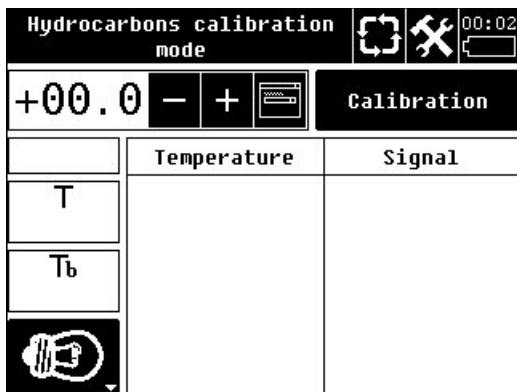 Hydrocarbons calibration
mode
00:02
+00.0 − +
Calibration
Temperature Signal
T
Tb